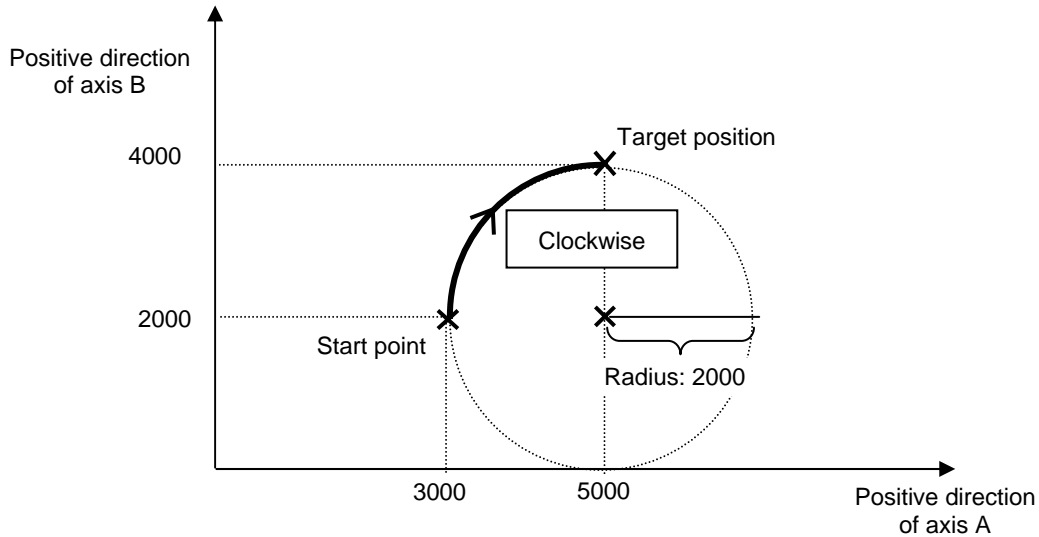 Positive direction
of axis B
Target position
4000
Clockwise
2000
Start point
Radius: 2000
3000
5000
Positive direction
of axis A